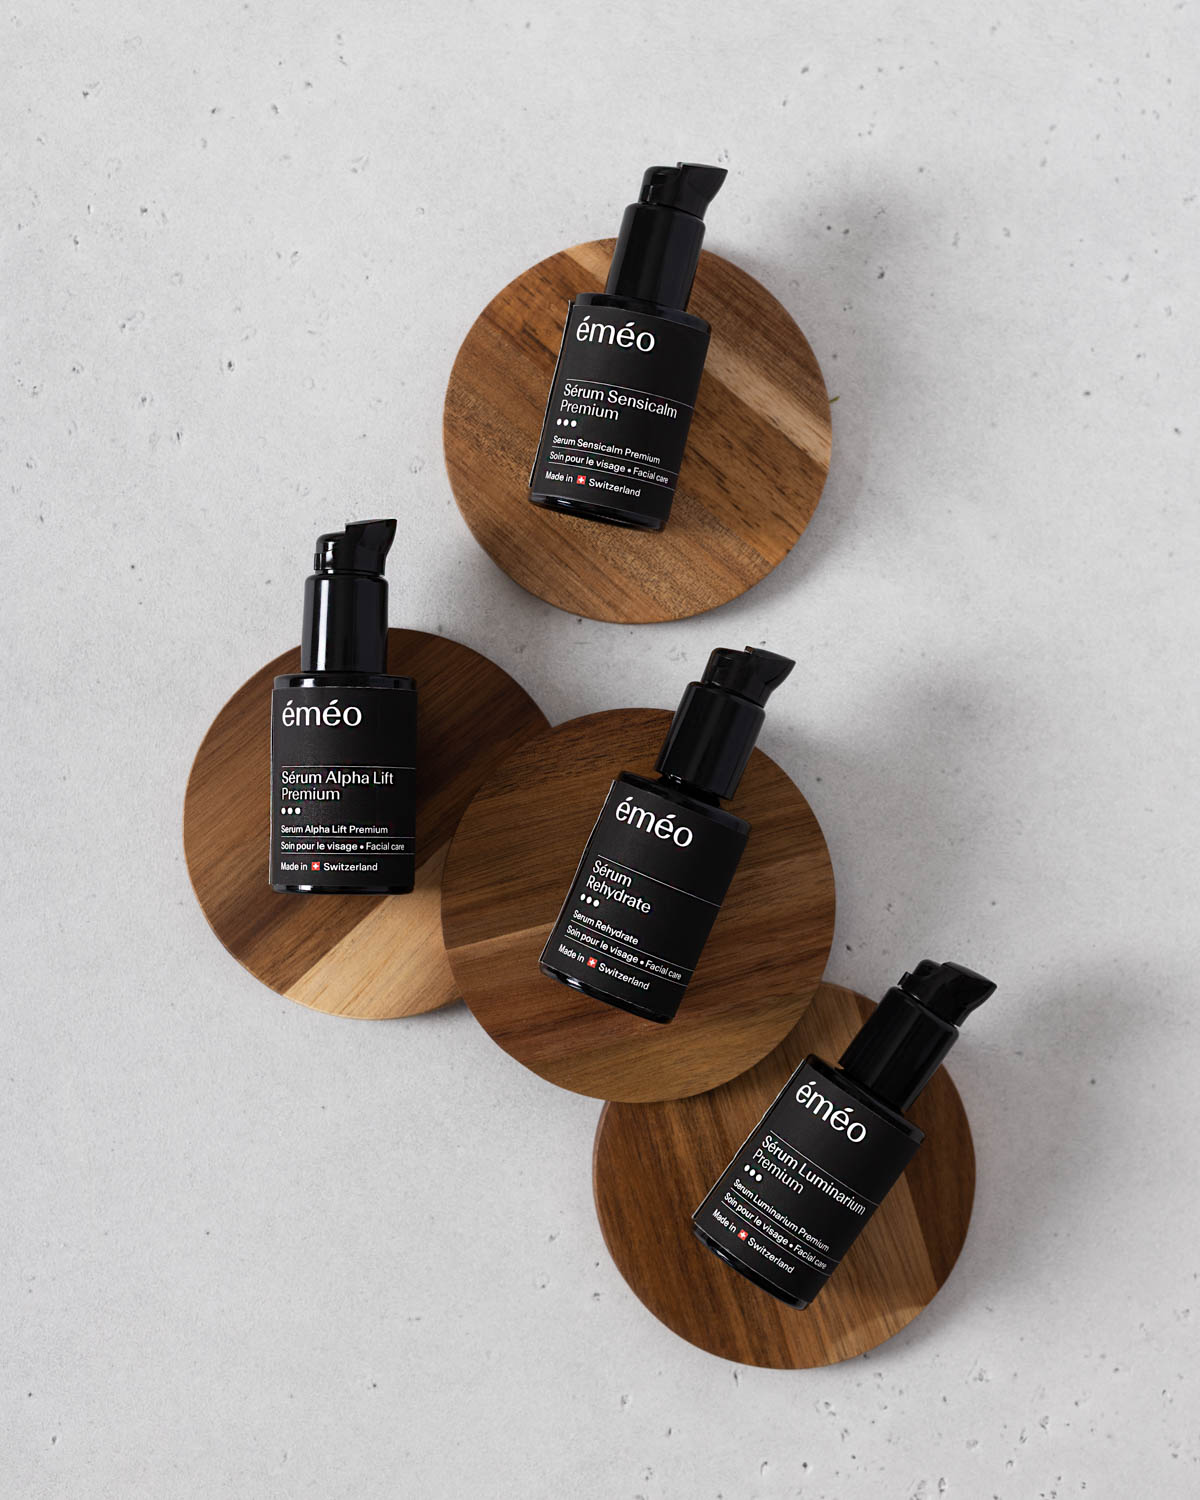 éméo
Sérum Sensicalm
Premium
Serum Sensicalm Premium
Soin pour le visage • Facial care
Made in Switzerland
éméo
Sérum Alpha Lift
Premium
Serum Alpha Lift Premium
Soin pour le visage • Facial care
Made in Switzerland
éméo
Sérum
Rehydrate
Serum Rehydrate
Soin pour le visage • Facial care
Made in Switzerland
éméo
Sérum Luminarium
Premium
Serum Luminarium Premium
Soin pour le visage • Facial care
Made in Switzerland